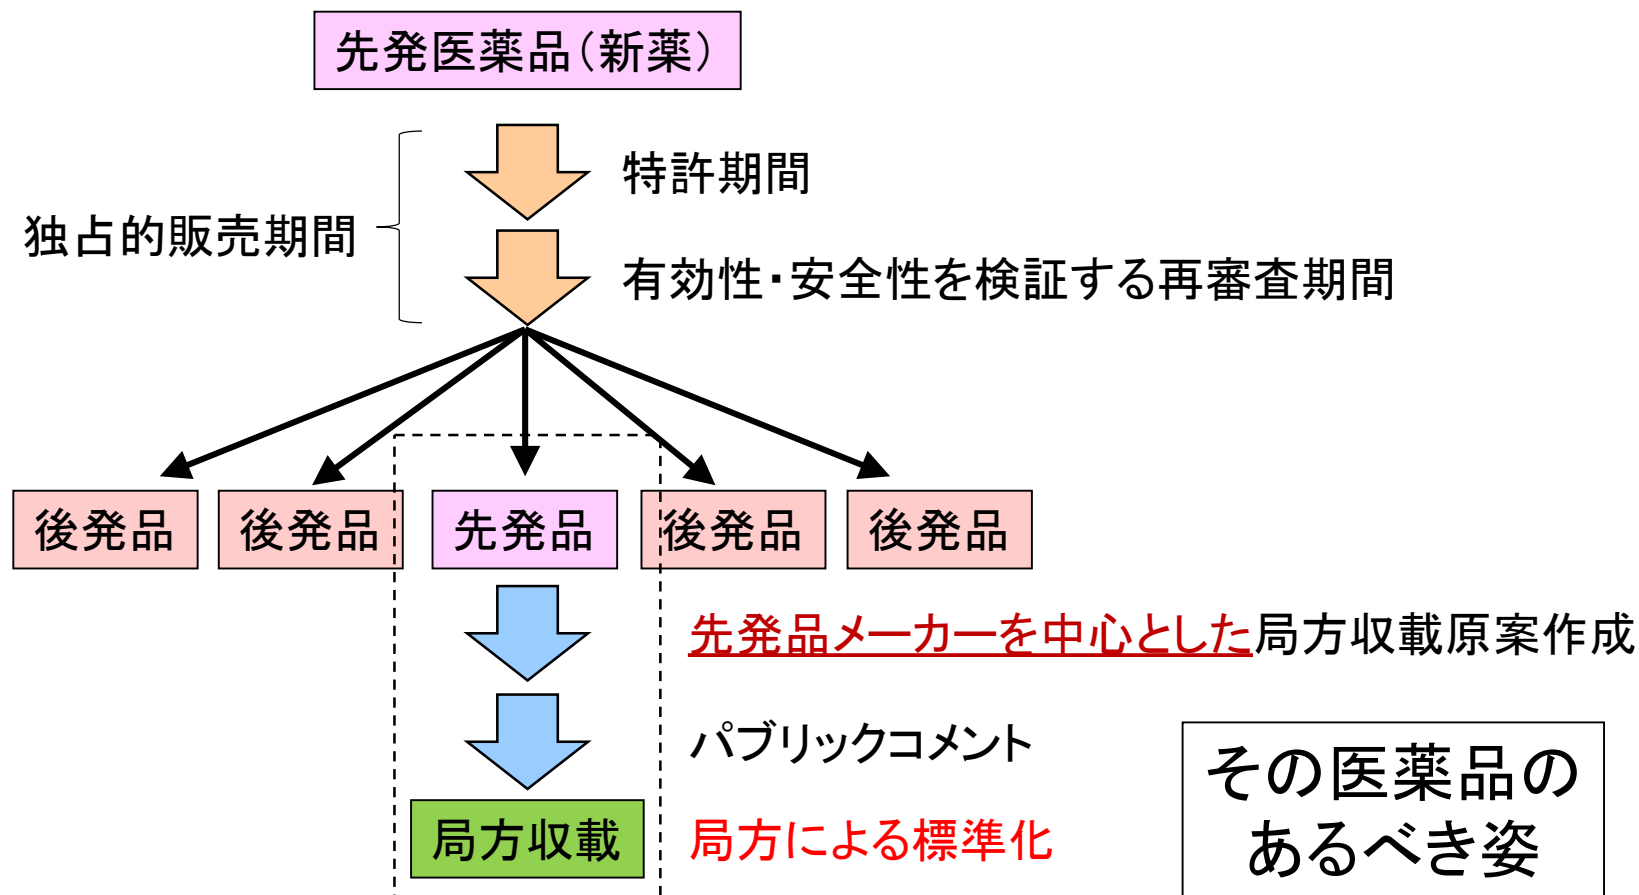 先発医薬品（新薬）
特許期間
独占的販売期間
有効性・安全性を検証する再審査期間
後発品
後発品
先発品
後発品
後発品
先発品メーカーを中心とした局方収載原案作成
パブリックコメント
局方収載
局方による標準化
その医薬品の
あるべき姿